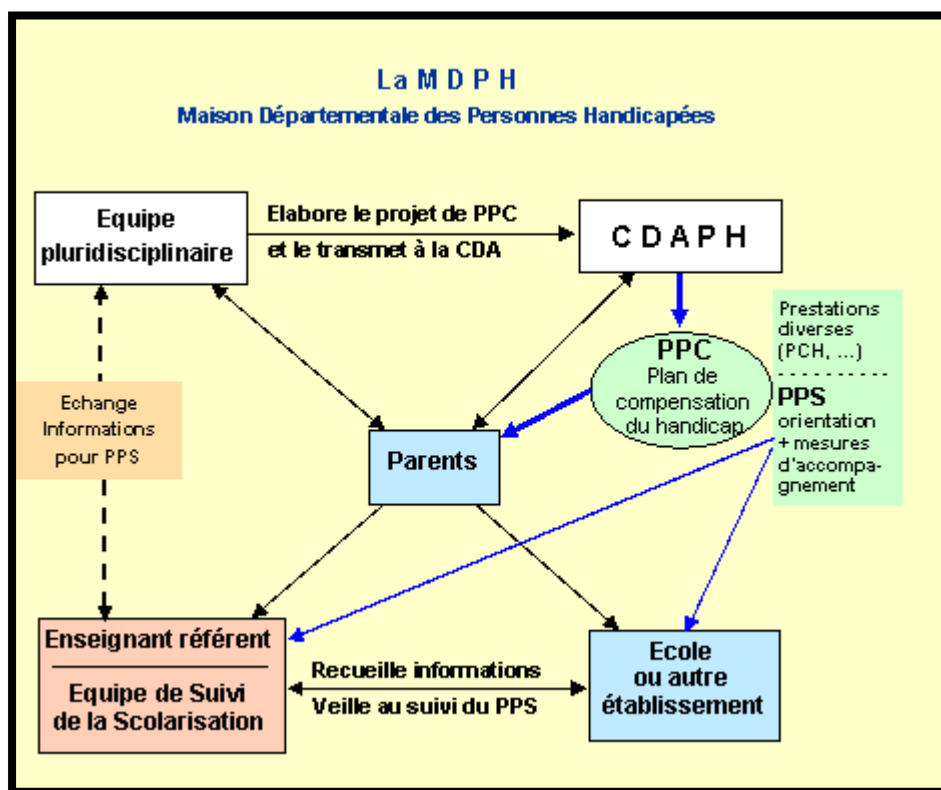 La M D P H
Maison Départementale des Personnes Handicapées
Equipe
pluridisciplinaire
Elabore le projet de PPC
et le transmet à la CDA
C D A P H
Prestations
diverses
(PCH, ...)
- - - - - - - - - -
PPS
orientation
+ mesures
d'accompa-
gnement
PPC
Plan de
compensation
du handicap
Echange
Informations
pour PPS
Parents
Enseignant référent
Equipe de Suivi
de la Scolarisation
Recueille informations
Veille au suivi du PPS
Ecole
ou autre
établissement